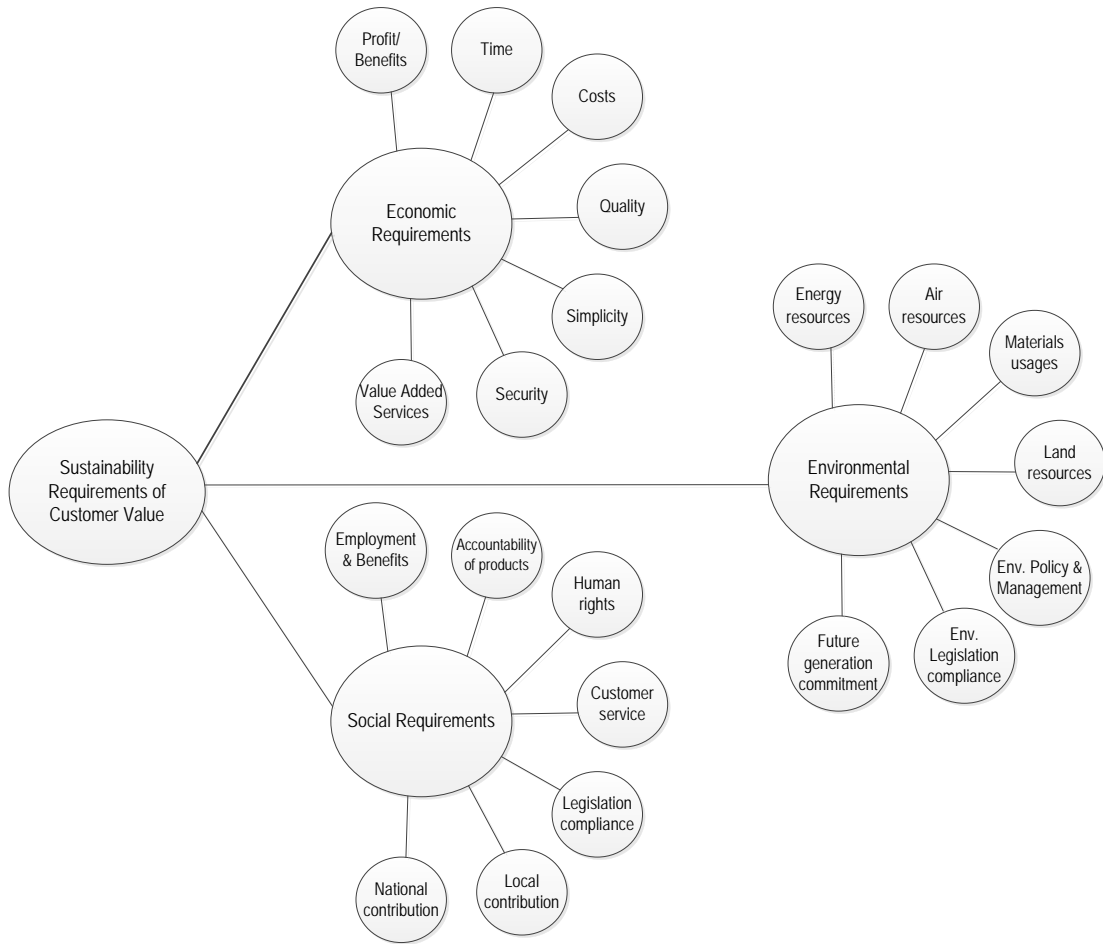 Profit/
Benefits
Time
Costs
Economic
Requirements
Quality
Simplicity
Security
Value Added
Services
Sustainability
Requirements of
Customer Value
Energy
resources
Air
resources
Materials
usages
Environmental
Requirements
Land
resources
Env. Policy &
Management
Env.
Legislation
compliance
Future
generation
commitment
Employment
& Benefits
Accountability
of products
Human
rights
Social Requirements
Customer
service
Legislation
compliance
Local
contribution
National
contribution